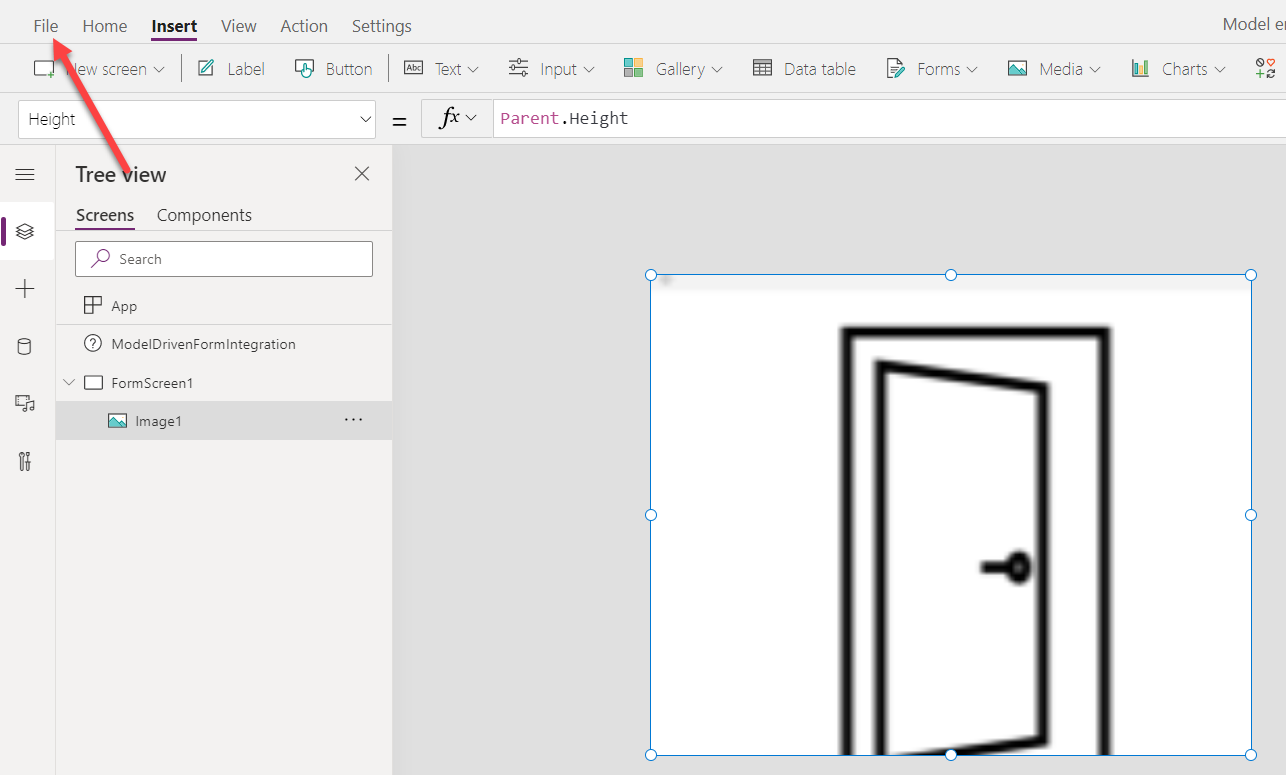 File Home Insert View Action Settings Model
New screen Label Button Abc Text Input Gallery Data table Forms Media Charts
Height = fx Parent.Height
Tree view
Screens Components
Search
App
ModelDrivenFormIntegration
FormScreen1
Image1